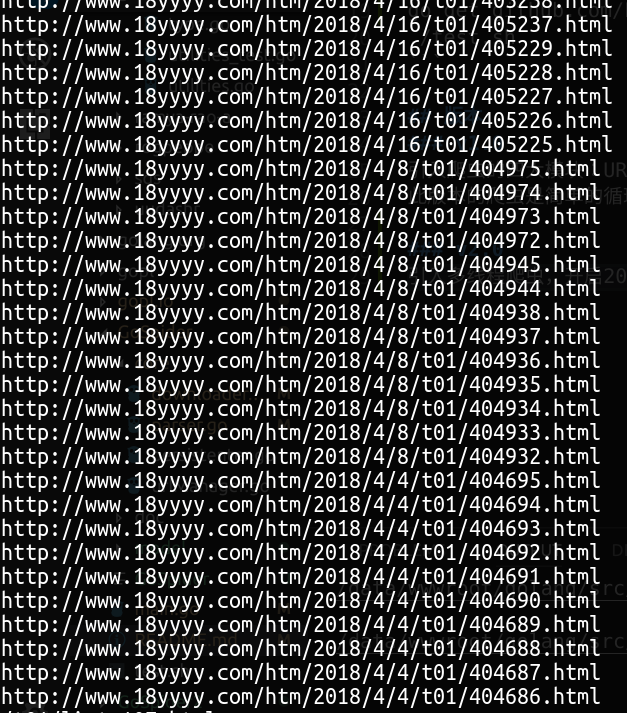 http://www.18yyyy.com/htm/2018/4/16/t01/405237.html
http://www.18yyyy.com/htm/2018/4/16/t01/405229.html
http://www.18yyyy.com/htm/2018/4/16/t01/405228.html
http://www.18yyyy.com/htm/2018/4/16/t01/405227.html
http://www.18yyyy.com/htm/2018/4/16/t01/405226.html
http://www.18yyyy.com/htm/2018/4/16/t01/405225.html
http://www.18yyyy.com/htm/2018/4/8/t01/404975.html
http://www.18yyyy.com/htm/2018/4/8/t01/404974.html
http://www.18yyyy.com/htm/2018/4/8/t01/404973.html
http://www.18yyyy.com/htm/2018/4/8/t01/404972.html
http://www.18yyyy.com/htm/2018/4/8/t01/404945.html
http://www.18yyyy.com/htm/2018/4/8/t01/404944.html
http://www.18yyyy.com/htm/2018/4/8/t01/404938.html
http://www.18yyyy.com/htm/2018/4/8/t01/404937.html
http://www.18yyyy.com/htm/2018/4/8/t01/404936.html
http://www.18yyyy.com/htm/2018/4/8/t01/404935.html
http://www.18yyyy.com/htm/2018/4/8/t01/404934.html
http://www.18yyyy.com/htm/2018/4/8/t01/404933.html
http://www.18yyyy.com/htm/2018/4/8/t01/404932.html
http://www.18yyyy.com/htm/2018/4/4/t01/404695.html
http://www.18yyyy.com/htm/2018/4/4/t01/404694.html
http://www.18yyyy.com/htm/2018/4/4/t01/404693.html
http://www.18yyyy.com/htm/2018/4/4/t01/404692.html
http://www.18yyyy.com/htm/2018/4/4/t01/404691.html
http://www.18yyyy.com/htm/2018/4/4/t01/404690.html
http://www.18yyyy.com/htm/2018/4/4/t01/404689.html
http://www.18yyyy.com/htm/2018/4/4/t01/404688.html
http://www.18yyyy.com/htm/2018/4/4/t01/404687.html
http://www.18yyyy.com/htm/2018/4/4/t01/404686.html